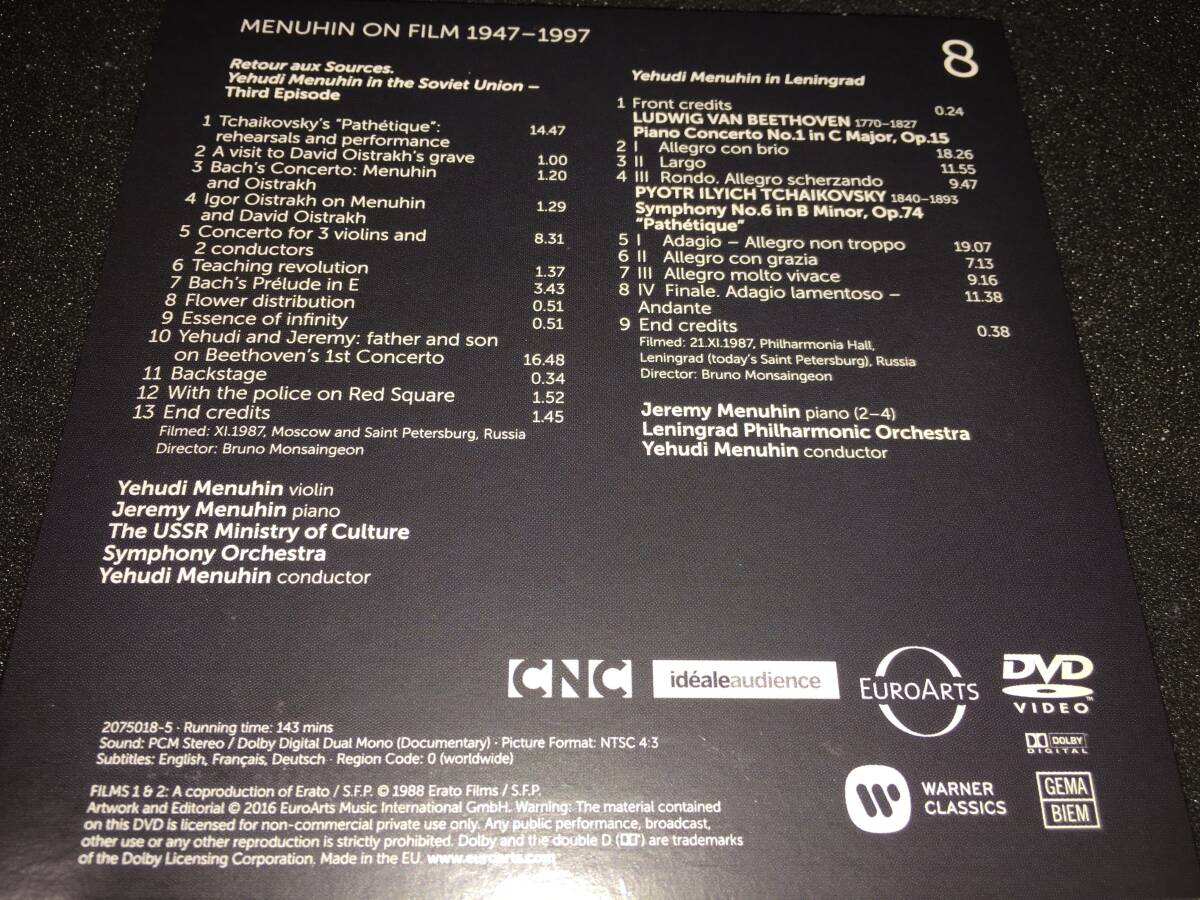 MENUHIN ON FILM 1947–1997
8
Retour aux Sources.
Yehudi Menuhin in the Soviet Union –
Third Episode
1 Tchaikovsky's "Pathétique":
rehearsals and performance 14.47
2 A visit to David Oistrakh's grave 1.00
3 Bach's Concerto: Menuhin 1.20
and Oistrakh
4 Igor Oistrakh on Menuhin 1.29
and David Oistrakh
5 Concerto for 3 violins and 8.31
2 conductors
6 Teaching revolution 1.37
7 Bach's Prélude in E 3.43
8 Flower distribution 0.51
9 Essence of infinity 0.51
10 Yehudi and Jeremy: father and son
on Beethoven's 1st Concerto 16.48
11 Backstage 0.34
12 With the police on Red Square 1.52
13 End credits 1.45
Filmed: XI.1987, Moscow and Saint Petersburg, Russia
Director: Bruno Monsaingeon
Yehudi Menuhin violin
Jeremy Menuhin piano
The USSR Ministry of Culture
Symphony Orchestra
Yehudi Menuhin conductor
Yehudi Menuhin in Leningrad
1 Front credits 0.24
LUDWIG VAN BEETHOVEN 1770–1827
Piano Concerto No.1 in C Major, Op.15
2 I Allegro con brio 18.26
3 II Largo 11.55
4 III Rondo. Allegro scherzando 9.47
PYOTR ILYICH TCHAIKOVSKY 1840–1893
Symphony No.6 in B Minor, Op.74
"Pathétique"
5 I Adagio – Allegro non troppo 19.07
6 II Allegro con grazia 7.13
7 III Allegro molto vivace 9.16
8 IV Finale. Adagio lamentoso – 11.38
Andante
9 End credits 0.38
Filmed: 21.XI.1987, Philharmonia Hall,
Leningrad (today's Saint Petersburg), Russia
Director: Bruno Monsaingeon
Jeremy Menuhin piano (2–4)
Leningrad Philharmonic Orchestra
Yehudi Menuhin conductor
CNC
idéaleaudience
EUROARTS
DVD
VIDEO
DOLBY
DIGITAL
2075018-5 · Running time: 143 mins
Sound: PCM Stereo / Dolby Digital Dual Mono (Documentary) · Picture Format: NTSC 4:3
Subtitles: English, Français, Deutsch · Region Code: 0 (worldwide)
FILMS 1 & 2: A coproduction of Erato / S.F.P. © 1988 Erato Films / S.F.P.
Artwork and Editorial © 2016 EuroArts Music International GmbH. Warning: The material contained
on this DVD is licensed for non-commercial private use only. Any public performance, broadcast,
other use or any other reproduction is strictly prohibited. Dolby and the double D (DD) are trademarks
of the Dolby Licensing Corporation. Made in the EU. www.euroarts.com
WARNER
CLASSICS
GEMA
BIEM